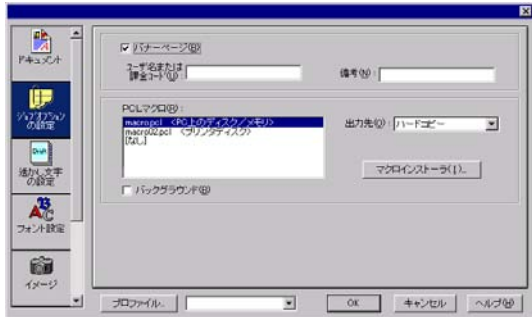 ドキュメント
ジョブオプション
の設定
透かし文字
の設定
フォント設定
イメージ
バナーページ(B)
ユーザ名または
課金コード(U):
備考(N):
PCLマクロ(R):
macro.pcl <PC上のディスク/メモリ>
macro02.pcl <プリンタディスク>
[なし]
出力先(O): ハードコピー
マクロインストーラ(I)...
バックグラウンド(R)
プロファイル...
OK
キャンセル
ヘルプ(H)